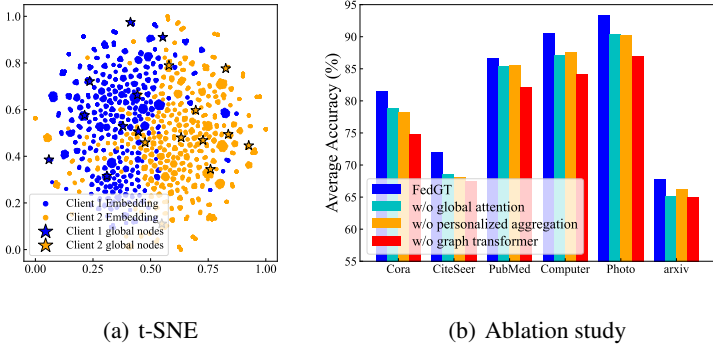 (a)
1.0
0.8
0.6
0.4
0.2
0.0
Client 1 Embedding
Client 2 Embedding
Client 1 global nodes
Client 2 global nodes
0.00 0.25 0.50 0.75 1.00
(a) t-SNE
(b)
Average Accuracy (%)
95
90
85
80
75
70
65
60
55
FedGT
w/o global attention
w/o personalized aggregation
w/o graph transformer
Cora CiteSeer PubMed Computer Photo arxiv
(b) Ablation study